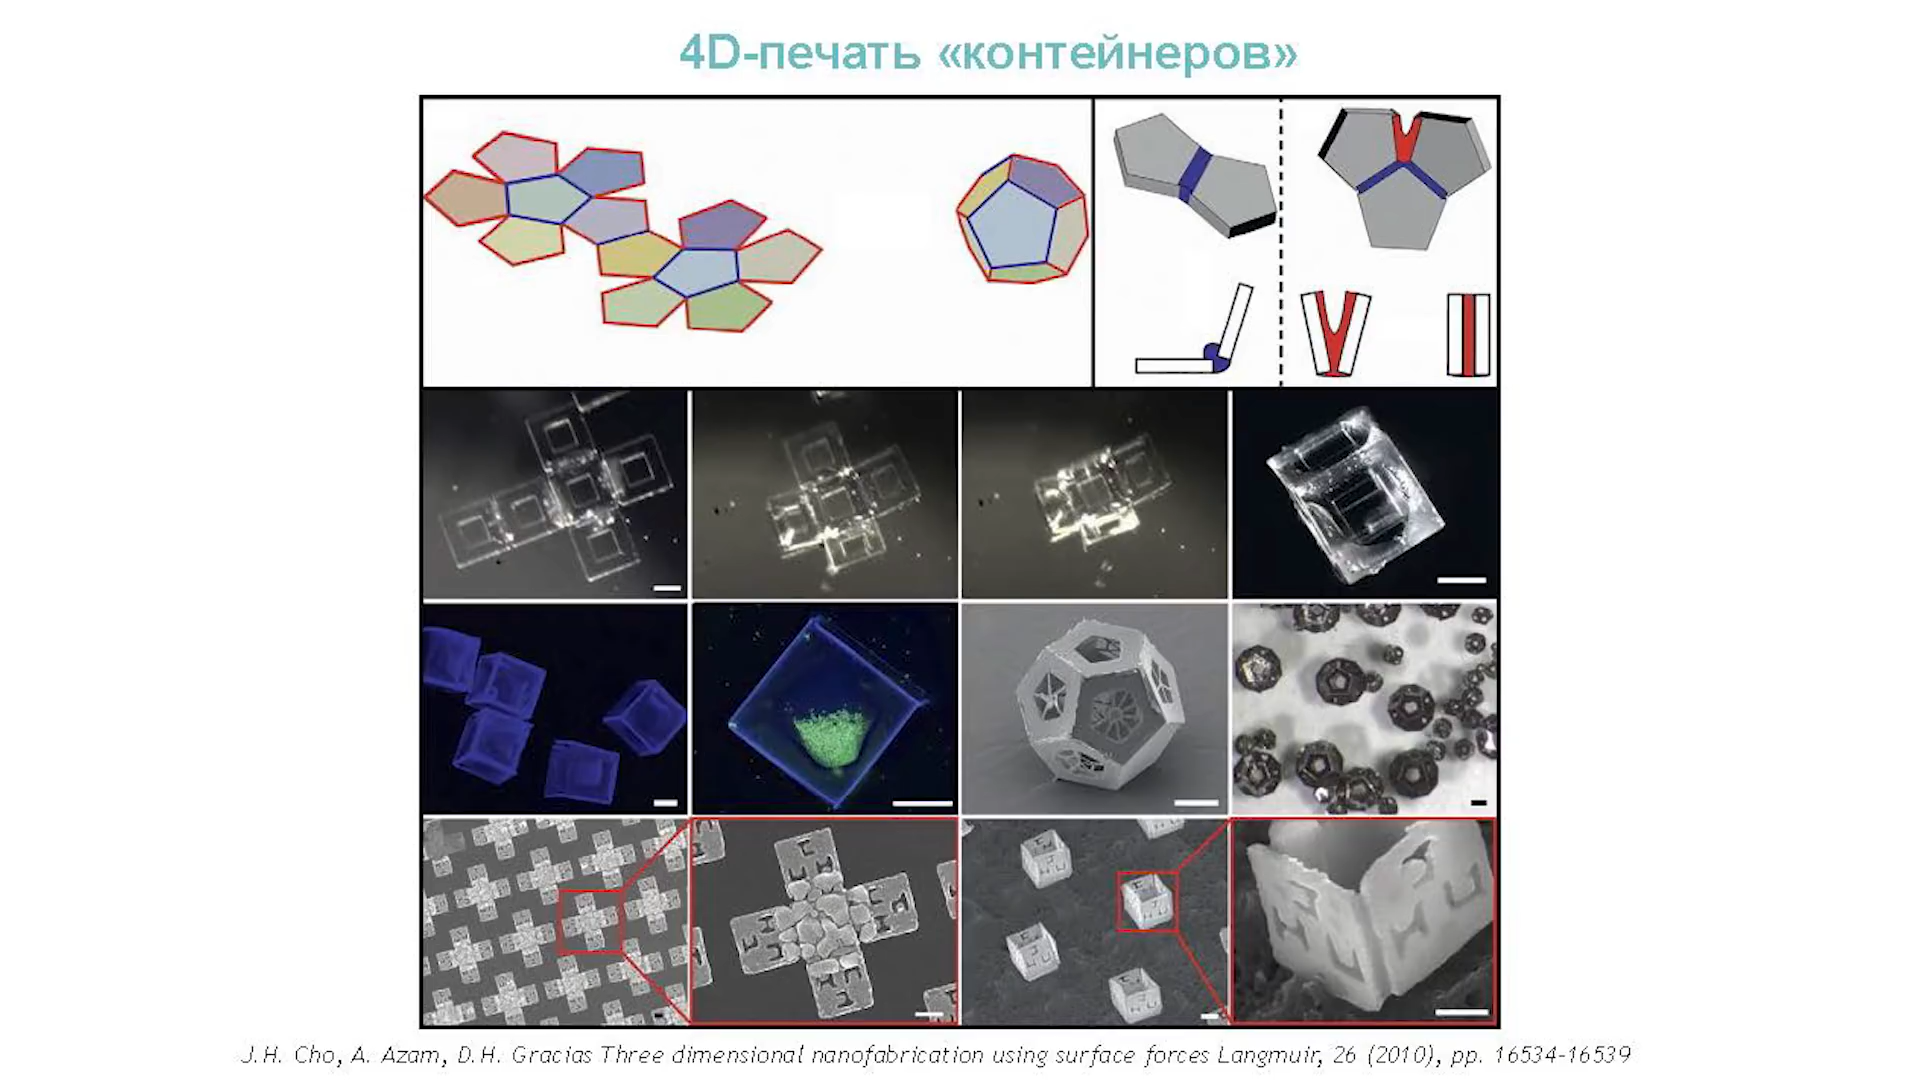 4D-печать «контейнеров»
J.H. Cho, A. Azam, D.H. Gracias Three dimensional nanofabrication using surface forces Langmuir, 26 (2010), pp. 16534-16539